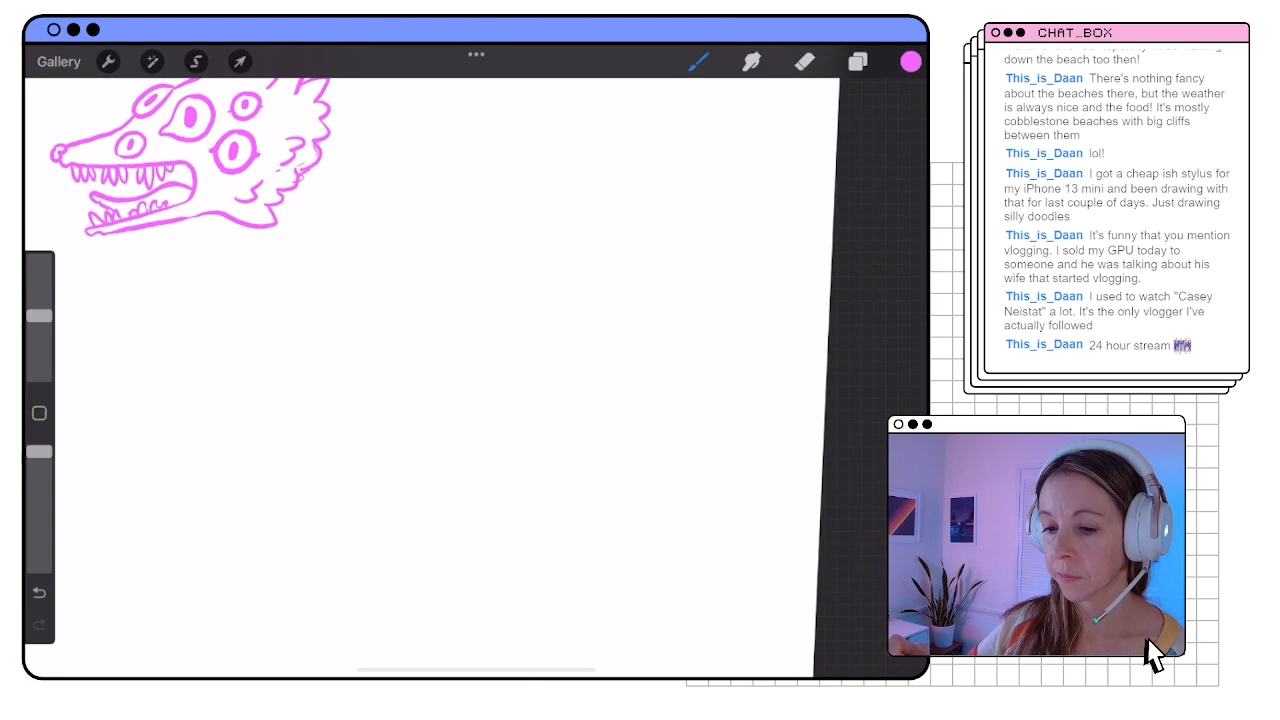 CHAT_BOX
Gallery
down the beach too then!
This_is_Daan There's nothing fancy
about the beaches there, but the weather
is always nice and the food! It's mostly
cobblestone beaches with big cliffs
between them
This_is_Daan lol!
This_is_Daan I got a cheap ish stylus for
my iPhone 13 mini and been drawing with
that for last couple of days. Just drawing
silly doodles
This_is_Daan It's funny that you mention
vlogging. I sold my GPU today to
someone and he was talking about his
wife that started vlogging.
This_is_Daan I used to watch "Casey
Neistat" a lot. It's the only vlogger I've
actually followed
This_is_Daan 24 hour stream